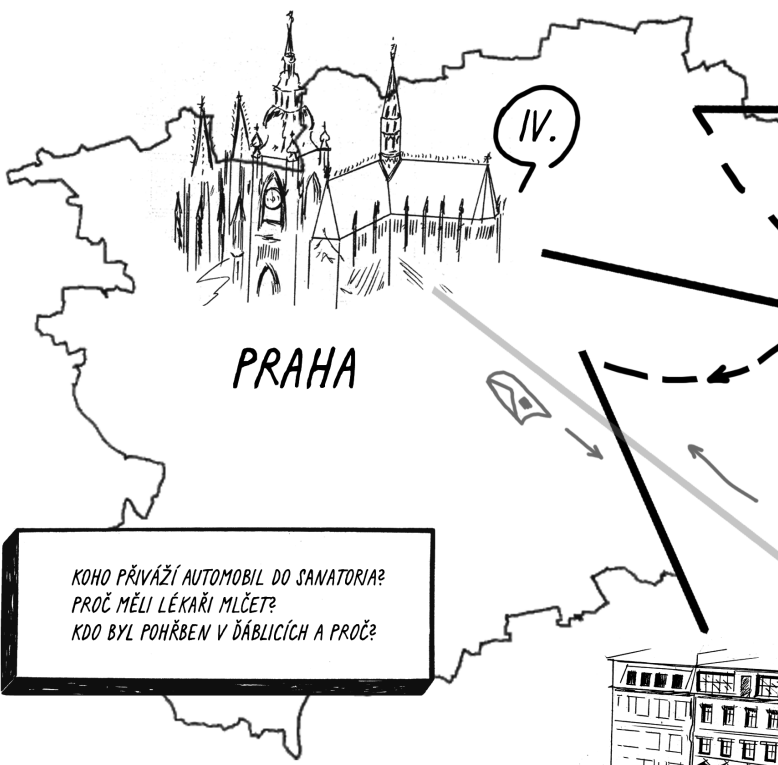 IV.
PRAHA
KOHO PŘIVÁŽÍ AUTOMOBIL DO SANATORIA?
PROČ MĚLI LÉKAŘI MLČET?
KDO BYL POHŘBEN V ĎÁBLICÍCH A PROČ?